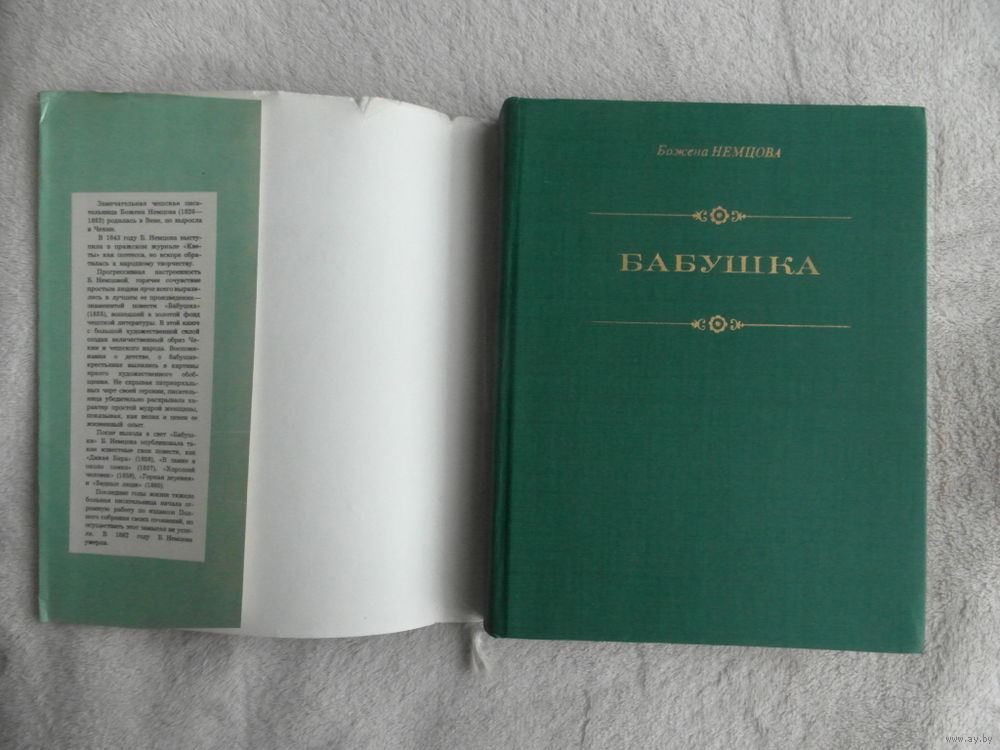 Замечательная чешская писа-
тельница Божена Немцова (1820—
1862) родилась в Вене, но выросла
в Чехии.
В 1843 году Б. Немцова высту-
пила в пражском журнале «Кве-
ты» как поэтесса, но вскоре обра-
тилась к народному творчеству.
Прогрессивная настроенность
Б. Немцовой, горячее сочувствие
простым людям ярче всего вырази-
лись в лучшем ее произведении—
знаменитой повести «Бабушка»
(1855), вошедшей в золотой фонд
чешской литературы. В этой книге
с большой художественной силой
создан величественный образ Че-
хии и чешского народа. Воспоми-
нания о детстве, о бабушке-
крестьянке вылились в картины
яркого художественного обоб-
щения. Не скрывая патриархаль-
ных черт своей героини, писатель-
ница убедительно раскрывала ха-
рактер простой мудрой женщины,
показывая, как велик и ценен ее
жизненный опыт.
После выхода в свет «Бабуш-
ки» Б. Немцова опубликовала та-
кие известные свои повести, как
«Дикая Бара» (1856), «В замке и
около замка» (1857), «Хороший
человек» (1858), «Горная деревня»
и «Бедные люди»
Последние годы жизни тяжело
больная писательница начала ог-
ромную работу по изданию Пол-
ного собрания своих сочинений, но
осуществить этот замысел не успе-
ла. В 1862 году Б. Немцова
умерла.
Божена НЕМЦОВА
БАБУШКА
www.ay.by